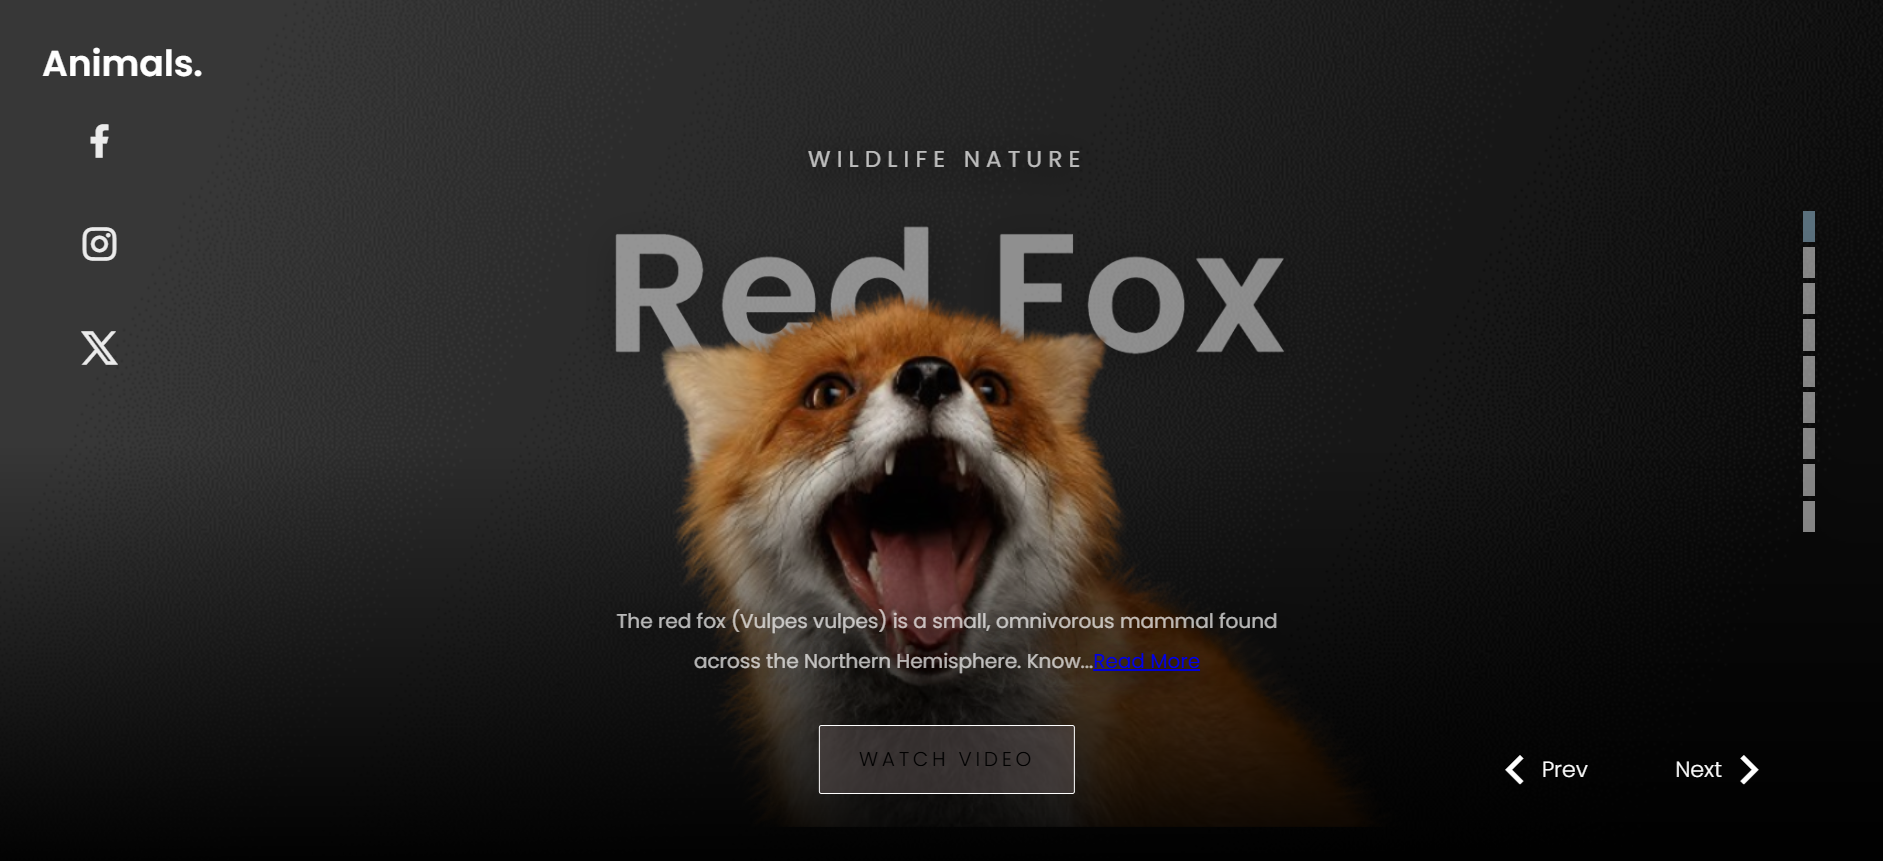 Animals.
WILDLIFE NATURE
Red Fox
The red fox (Vulpes vulpes) is a small, omnivorous mammal found
across the Northern Hemisphere. Know...Read More
WATCH VIDEO
Prev
Next